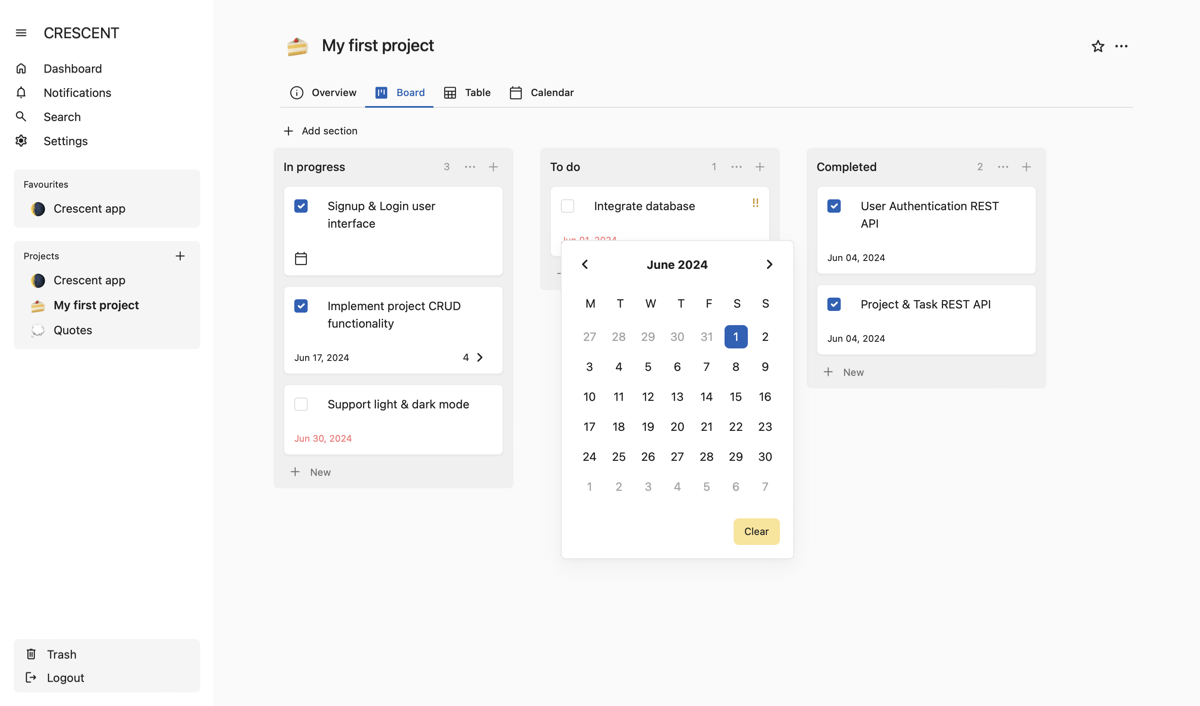 CRESCENT
Dashboard
Notifications
Search
Settings
Favourites
Crescent app
Projects
Crescent app
My first project
Quotes
Trash
Logout
My first project
Overview Board Table Calendar
Add section
In progress 3
Signup & Login user
interface
Implement project CRUD
functionality
Jun 17, 2024 4
Support light & dark mode
Jun 30, 2024
New
To do 1
Integrate database !!
Jun 01, 2024
June 2024
M T W T F S S
27 28 29 30 31 1 2
3 4 5 6 7 8 9
10 11 12 13 14 15 16
17 18 19 20 21 22 23
24 25 26 27 28 29 30
1 2 3 4 5 6 7
Clear
Completed 2
User Authentication REST
API
Jun 04, 2024
Project & Task REST API
Jun 04, 2024
New